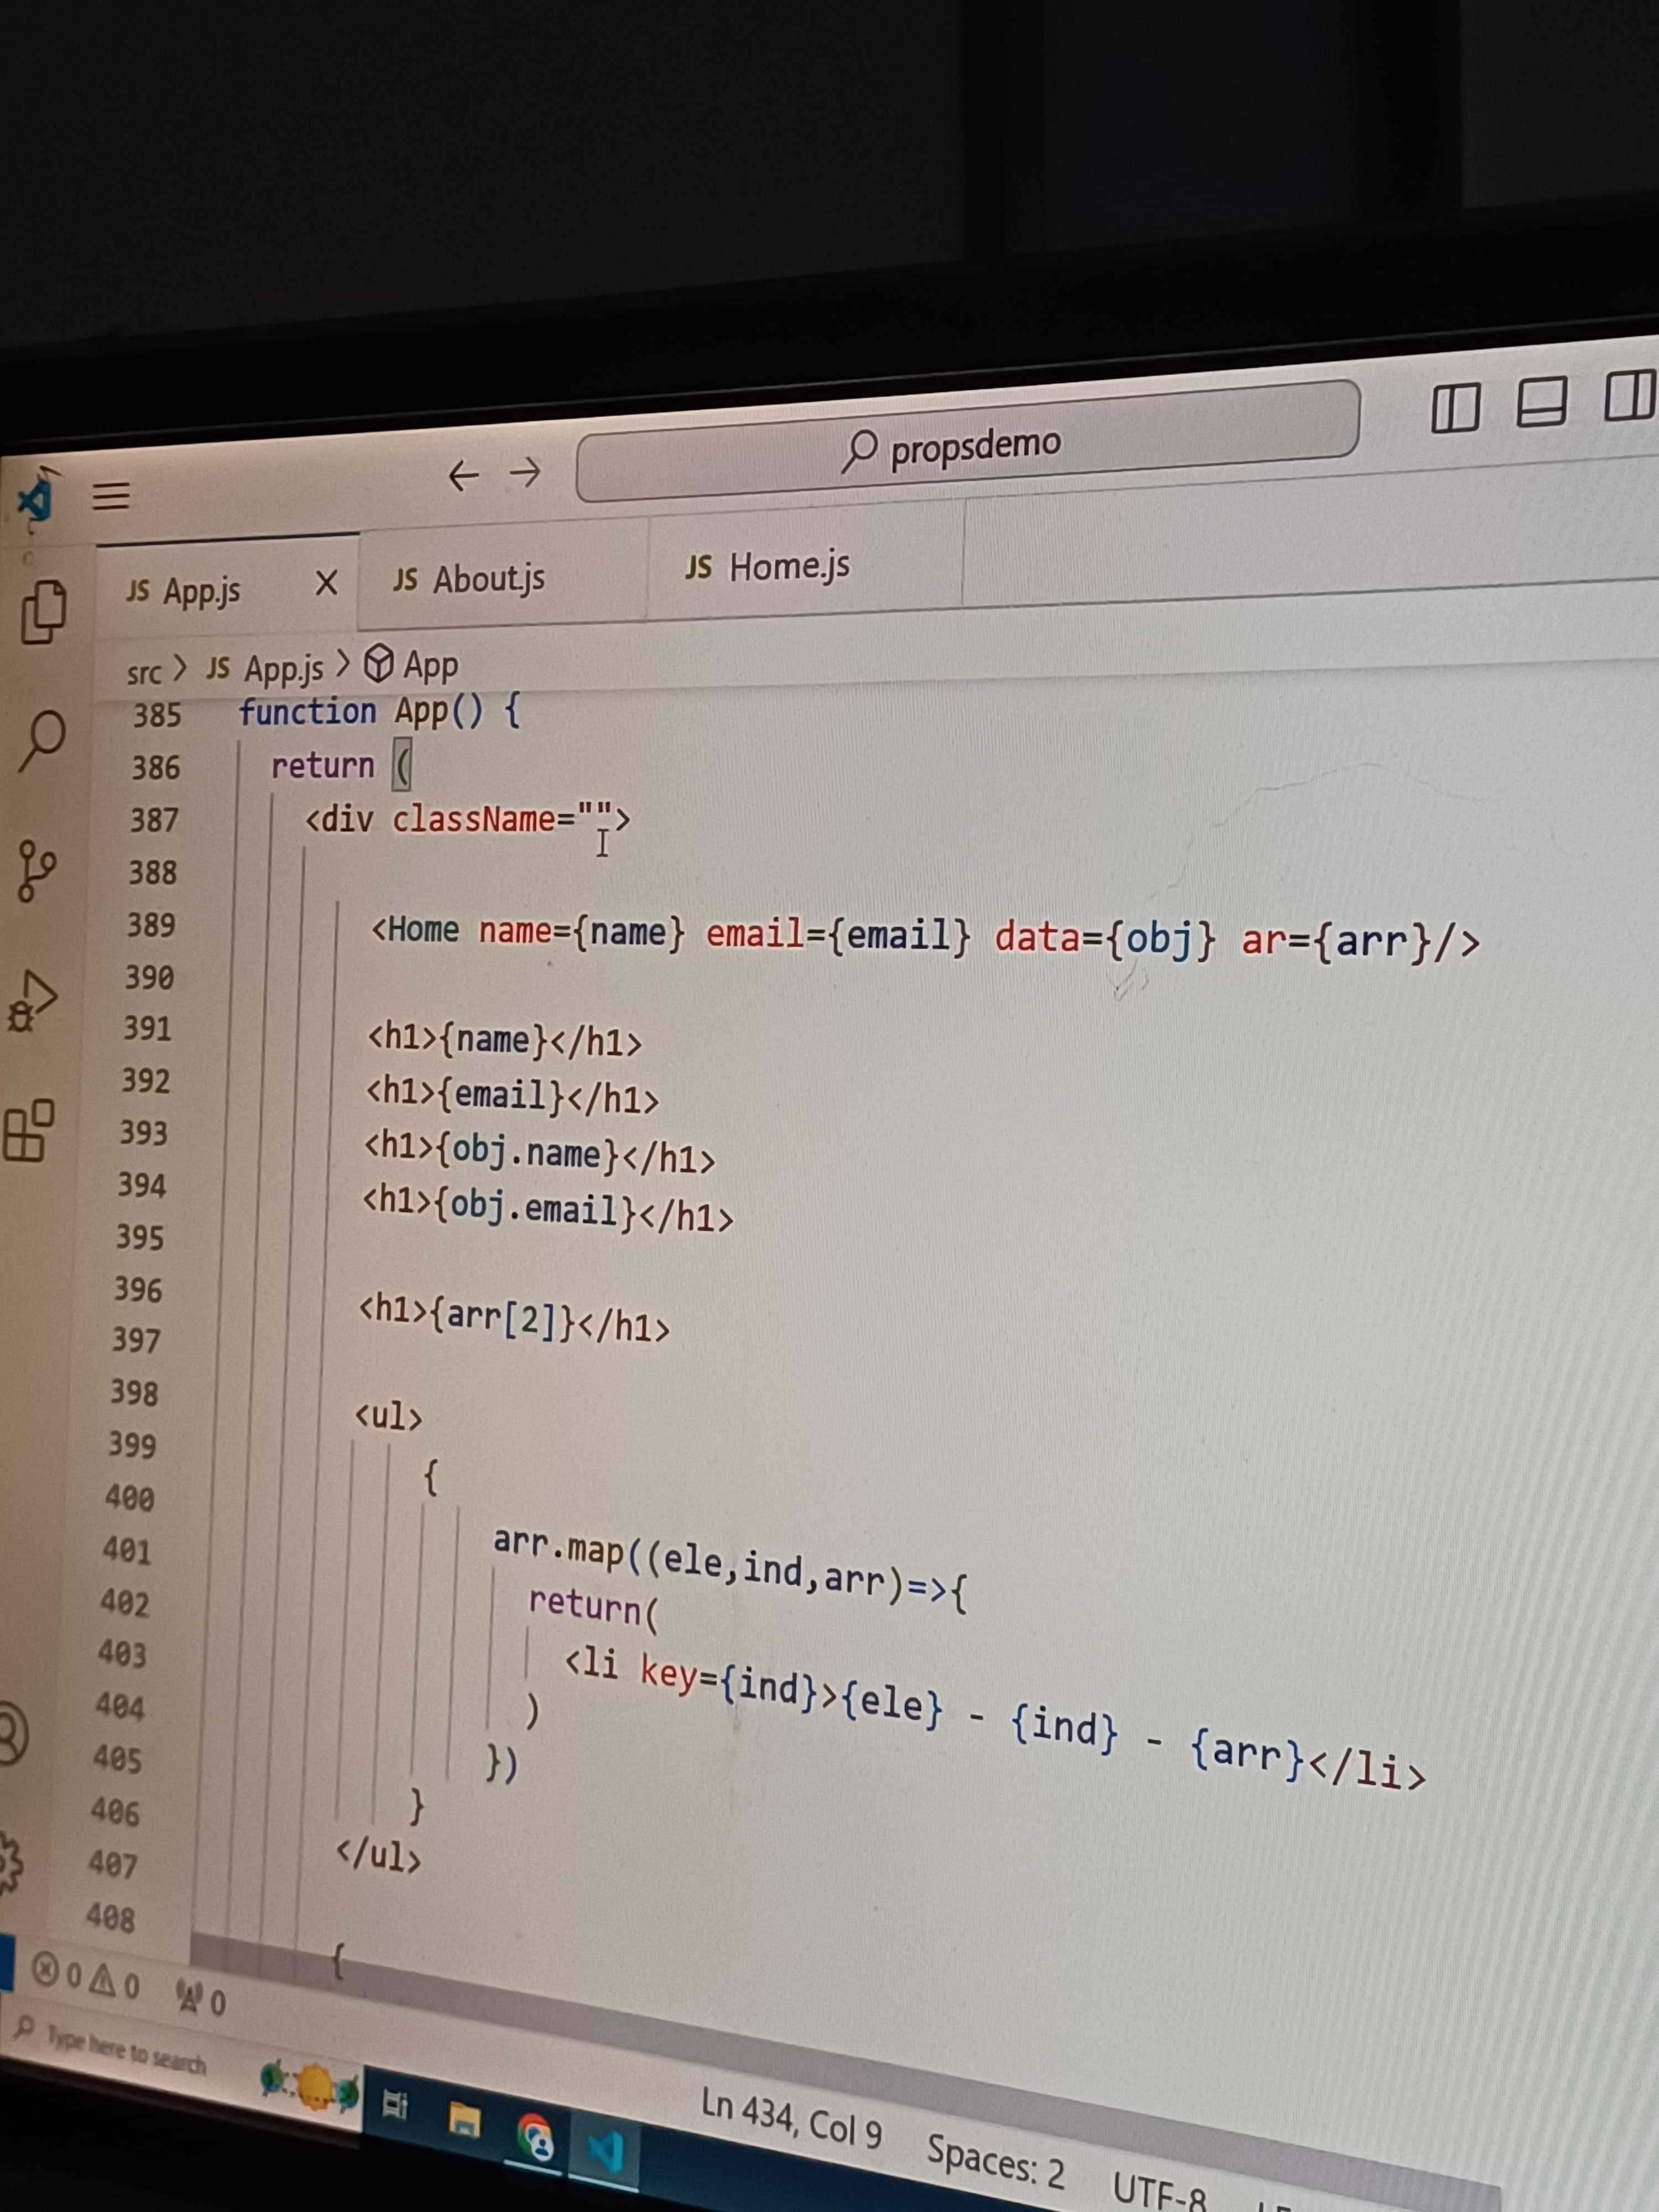 propsdemo
JS App.js
JS About.js
JS Home.js
src > JS App.js > App
385 function App() {
386 return (
387 <div className="">
388
389 <Home name={name} email={email} data={obj} ar={arr}/>
390
391 <h1>{name}</h1>
392 <h1>{email}</h1>
393 <h1>{obj.name}</h1>
394 <h1>{obj.email}</h1>
395
396 <h1>{arr[2]}</h1>
397
398 <ul>
399 {
400 arr.map((ele,ind,arr)=>{
401 return(
402 <li key={ind}>{ele} - {ind} - {arr}</li>
403 )
404 })
405 }
406 </ul>
407
408 {
0 0 0
Ln 434, Col 9 Spaces: 2 UTF-8
Type here to search